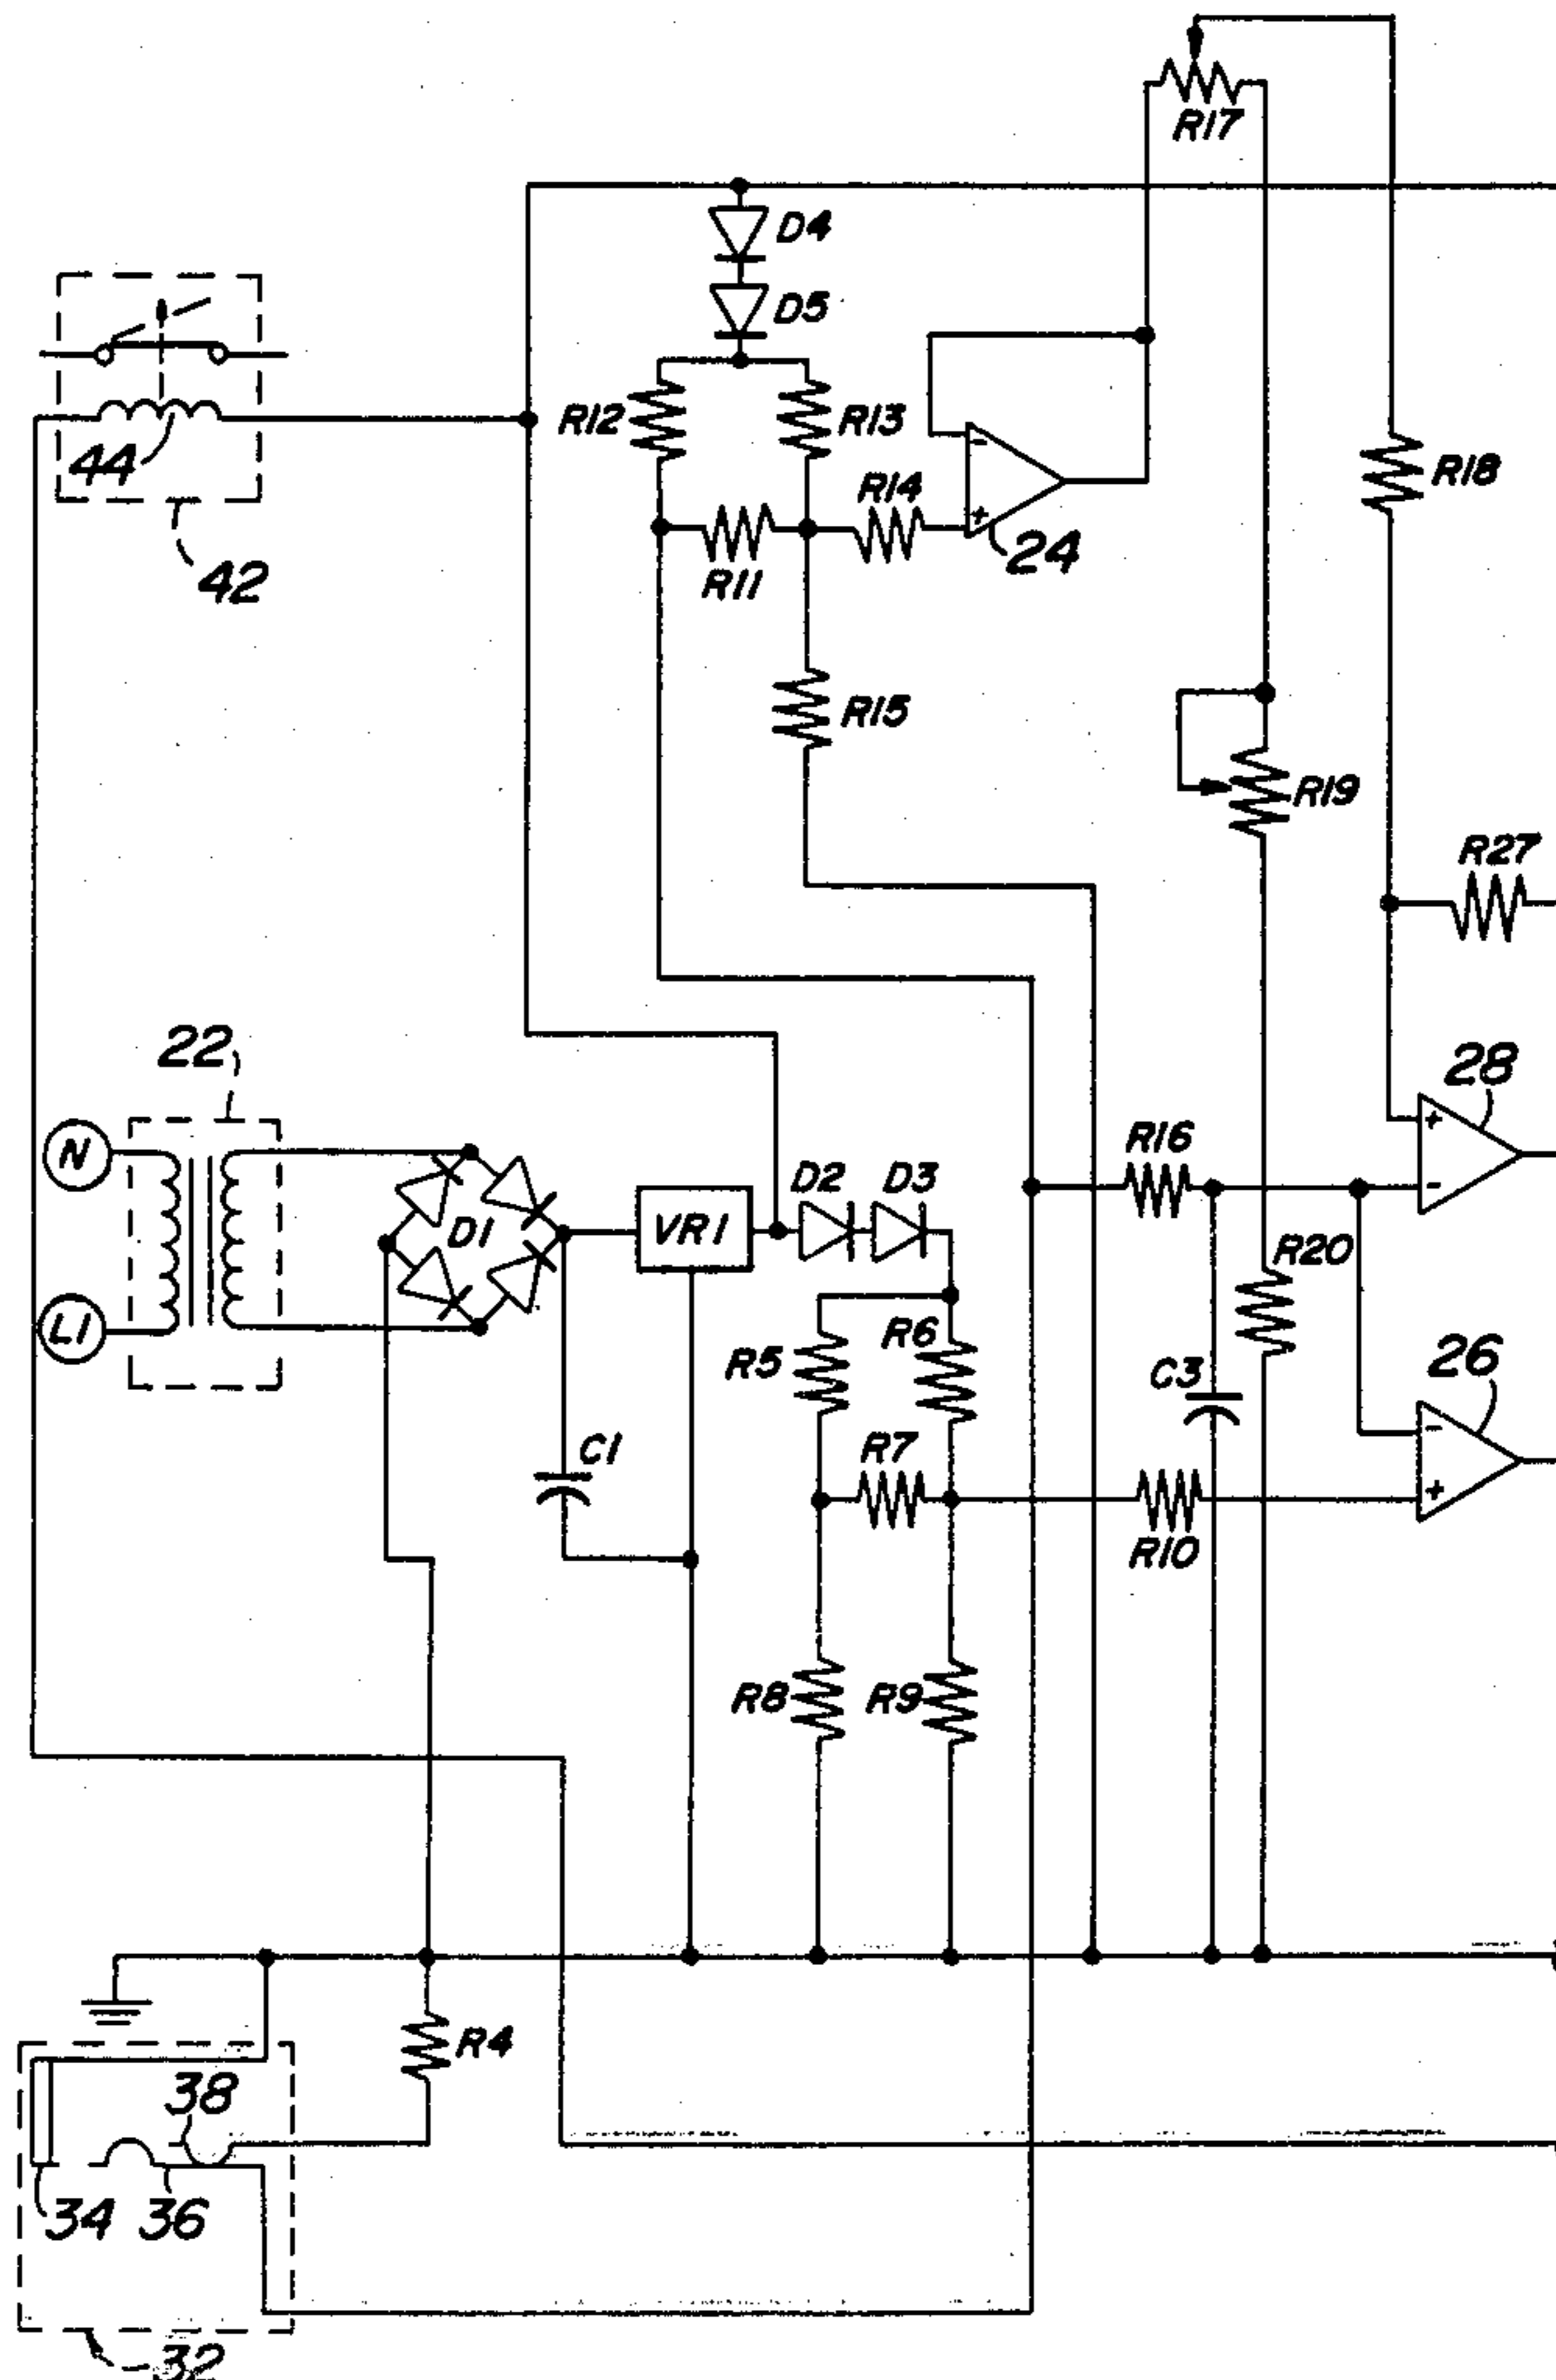 R17
D4
D5
R12
R13
44
R14
R18
42
R11
24
R15
R19
R27
22
28
N
R16
D2
D3
VR1
D1
L1
R20
R6
R5
26
C3
R7
C1
R10
R8
R9
R4
38
34
36
32
- 
+
+
-
-
+